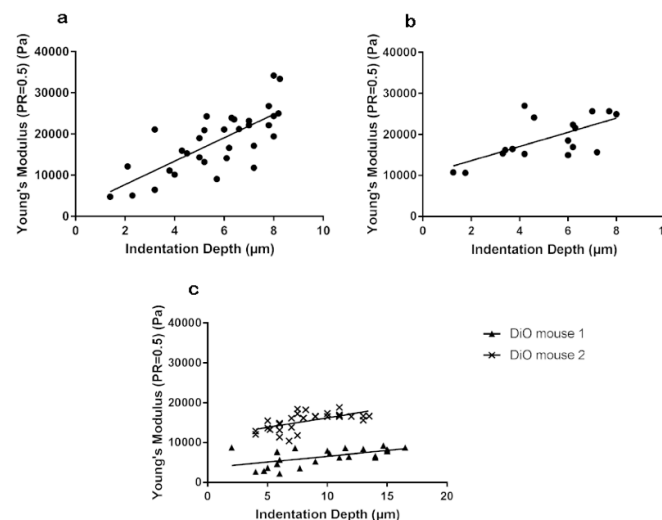 a
b
Young's Modulus (PR=0.5) (Pa)
40000
30000
20000
10000
0
0 2 4 6 8 10
Indentation Depth (μm)
Young's Modulus (PR=0.5) (Pa)
40000
30000
20000
10000
0
0 2 4 6 8
Indentation Depth (μm)
c
Young's Modulus (PR=0.5) (Pa)
40000
30000
20000
10000
0
0 5 10 15 20
Indentation Depth (μm)
DiO mouse 1
DiO mouse 2